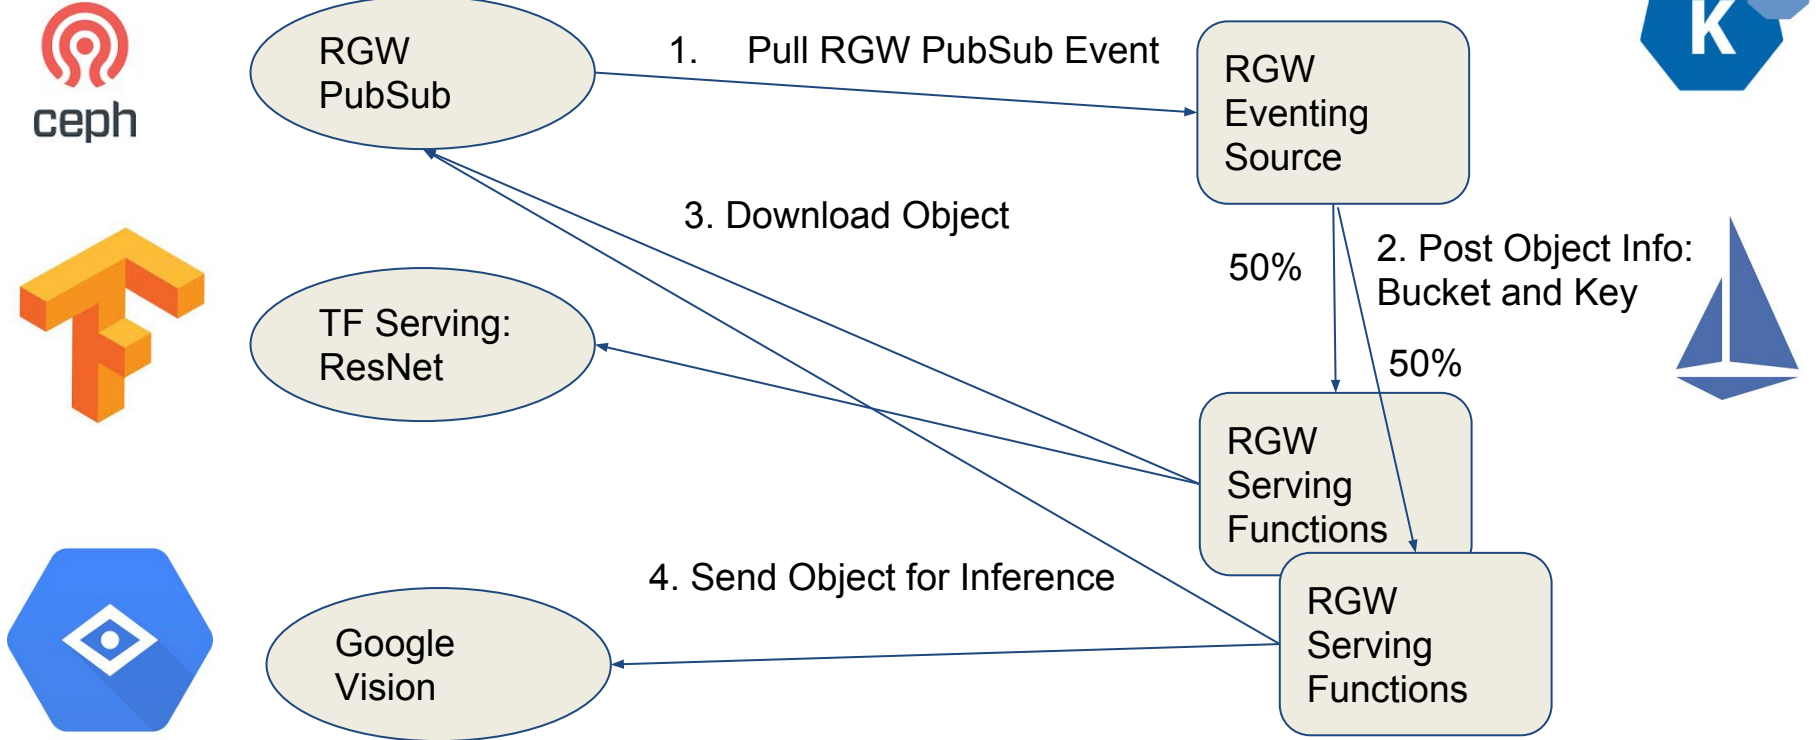 ceph
RGW
PubSub
1. Pull RGW PubSub Event
RGW
Eventing
Source
K
3. Download Object
50%
2. Post Object Info:
Bucket and Key
50%
TF Serving:
ResNet
RGW
Serving
Functions
4. Send Object for Inference
Google
Vision
RGW
Serving
Functions